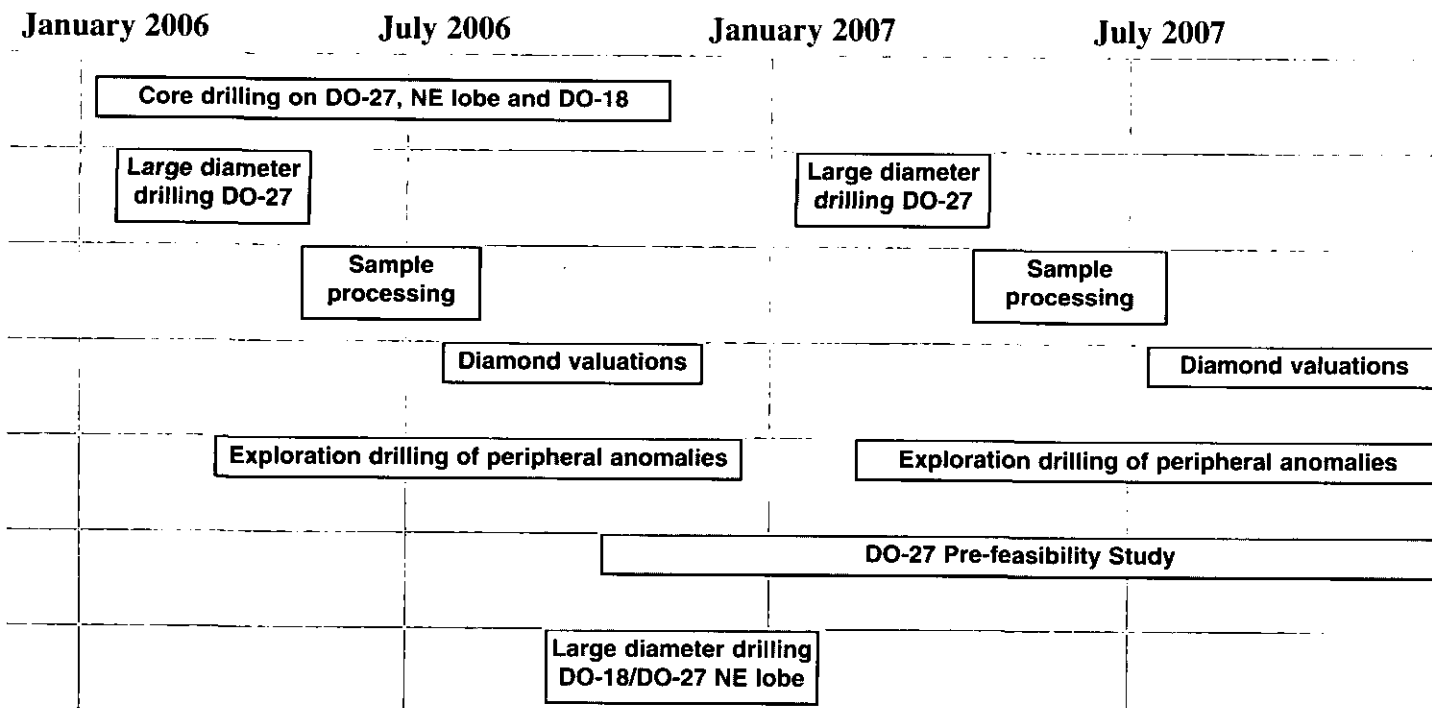 January 2006 July 2006 January 2007 July 2007
Core drilling on DO-27, NE lobe and DO-18
Large diameter
drilling DO-27
Large diameter
drilling DO-27
Sample
processing
Sample
processing
Diamond valuations
Diamond valuations
Exploration drilling of peripheral anomalies
Exploration drilling of peripheral anomalies
DO-27 Pre-feasibility Study
Large diameter drilling
DO-18/DO-27 NE lobe